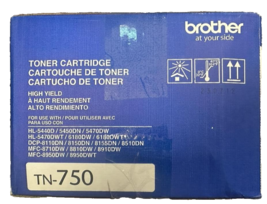 brother
at your side
TONER CARTRIDGE
CARTOUCHE DE TONER
CARTUCHO DE TONER
HIGH YIELD
A HAUT RENDEMENT
ALTO RENDIMIENTO
FOR USE WITH / POUR UTILISER AVEC
PARA USO CON
HL-5440D / 5450DN / 5470DW
HL-5470DWT / 6180DW / 6180DWT
DCP-8110DN / 8150DN / 8155DN / 8510DN
MFC-8710DW / 8810DW / 8910DW
MFC-8950DW / 8950DWT
TN-750